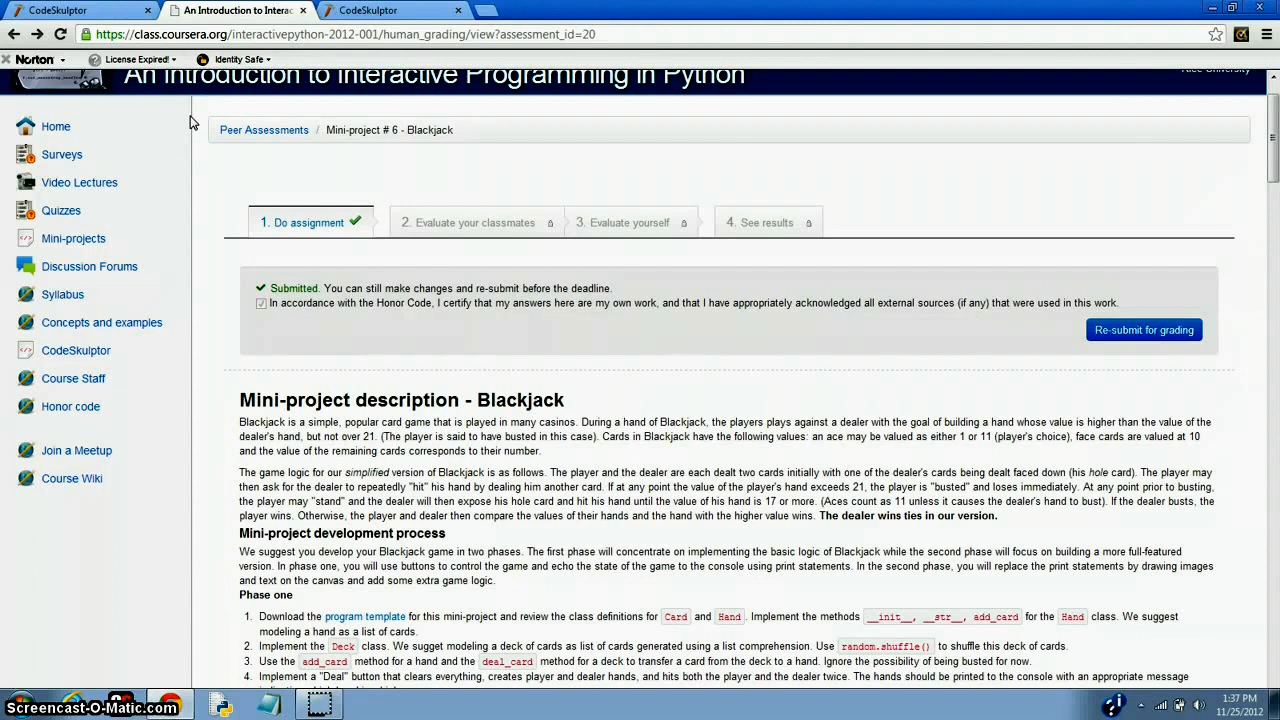 CodeSkulptor
An Introduction to Interac
CodeSkulptor
https://class.coursera.org/interactivepython-2012-001/human_grading/view?assessment_id=20
Norton
License Expired!
Identity Safe
An Introduction to Interactive Programming in Python
Rice University
Home
Surveys
Video Lectures
Quizzes
Mini-projects
Discussion Forums
Syllabus
Concepts and examples
CodeSkulptor
Course Staff
Honor code
Join a Meetup
Course Wiki
Peer Assessments / Mini-project # 6 - Blackjack
1. Do assignment
2. Evaluate your classmates
3. Evaluate yourself
4. See results
Submitted. You can still make changes and re-submit before the deadline.
In accordance with the Honor Code, I certify that my answers here are my own work, and that I have appropriately acknowledged all external sources (if any) that were used in this work.
Re-submit for grading
Mini-project description - Blackjack
Blackjack is a simple, popular card game that is played in many casinos. During a hand of Blackjack, the players plays against a dealer with the goal of building a hand whose value is higher than the value of the
dealer's hand, but not over 21. (The player is said to have busted in this case). Cards in Blackjack have the following values: an ace may be valued as either 1 or 11 (player's choice), face cards are valued at 10
and the value of the remaining cards corresponds to their number.
The game logic for our simplified version of Blackjack is as follows. The player and the dealer are each dealt two cards initially with one of the dealer's cards being dealt faced down (his hole card). The player may
then ask for the dealer to repeatedly "hit" his hand by dealing him another card. If at any point the value of the player's hand exceeds 21, the player is "busted" and loses immediately. At any point prior to busting,
the player may "stand" and the dealer will then expose his hole card and hit his hand until the value of his hand is 17 or more. (Aces count as 11 unless it causes the dealer's hand to bust). If the dealer busts, the
player wins. Otherwise, the player and dealer then compare the values of their hands and the hand with the higher value wins. The dealer wins ties in our version.
Mini-project development process
We suggest you develop your Blackjack game in two phases. The first phase will concentrate on implementing the basic logic of Blackjack while the second phase will focus on building a more full-featured
version. In phase one, you will use buttons to control the game and echo the state of the game to the console using print statements. In the second phase, you will replace the print statements by drawing images
and text on the canvas and add some extra game logic.
Phase one
1. Download the program template for this mini-project and review the class definitions for Card and Hand. Implement the methods __init__, __str__, add_card for the Hand class. We suggest
modeling a hand as a list of cards.
2. Implement the Deck class. We sugget modeling a deck of cards as list of cards generated using a list comprehension. Use random.shuffle() to shuffle this deck of cards.
3. Use the add_card method for a hand and the deal_card method for a deck to transfer a card from the deck to a hand. Ignore the possibility of being busted for now.
4. Implement a "Deal" button that clears everything, creates player and dealer hands, and hits both the player and the dealer twice. The hands should be printed to the console with an appropriate message
Screencast-O-Matic.com
1:37 PM
11/25/2012